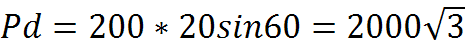 Pd = 200 * 20sin60 = 2000√3